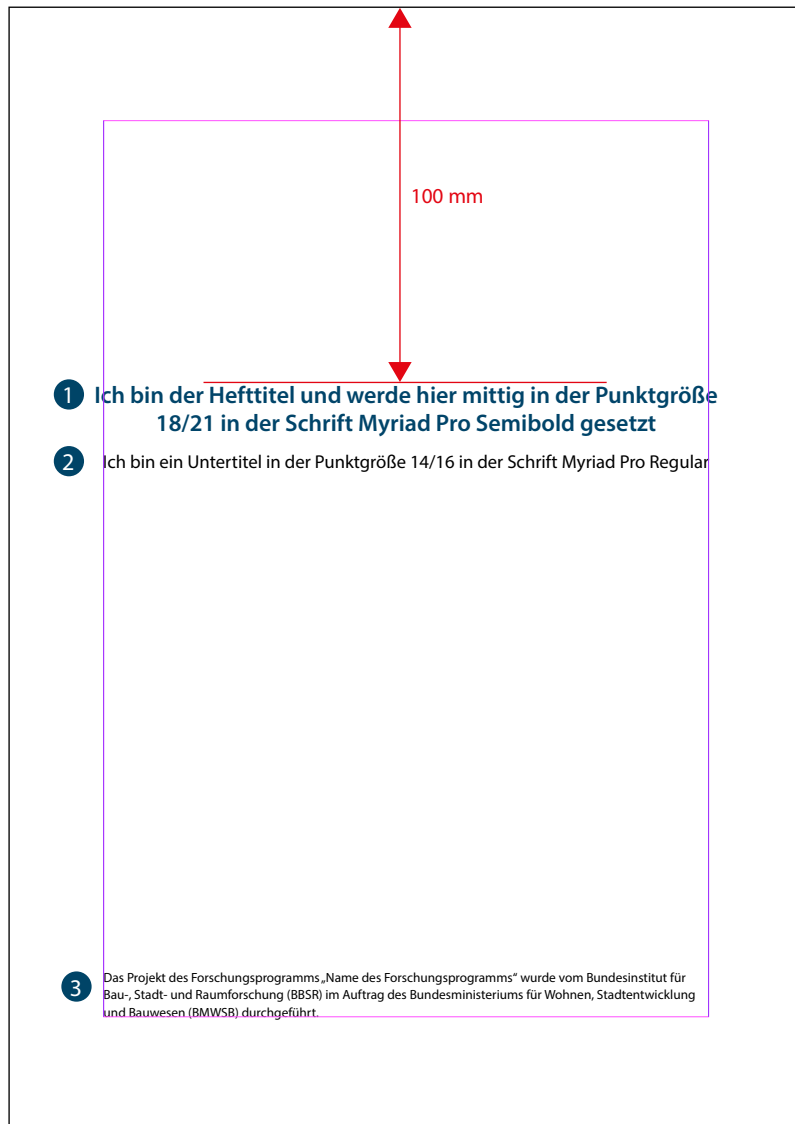 100 mm
1 Ich bin der Hefttitel und werde hier mittig in der Punktgröße
18/21 in der Schrift Myriad Pro Semibold gesetzt
2 Ich bin ein Untertitel in der Punktgröße 14/16 in der Schrift Myriad Pro Regular
3 Das Projekt des Forschungsprogramms „Name des Forschungsprogramms“ wurde vom Bundesinstitut für
Bau-, Stadt- und Raumforschung (BBSR) im Auftrag des Bundesministeriums für Wohnen, Stadtentwicklung
und Bauwesen (BMWSB) durchgeführt.